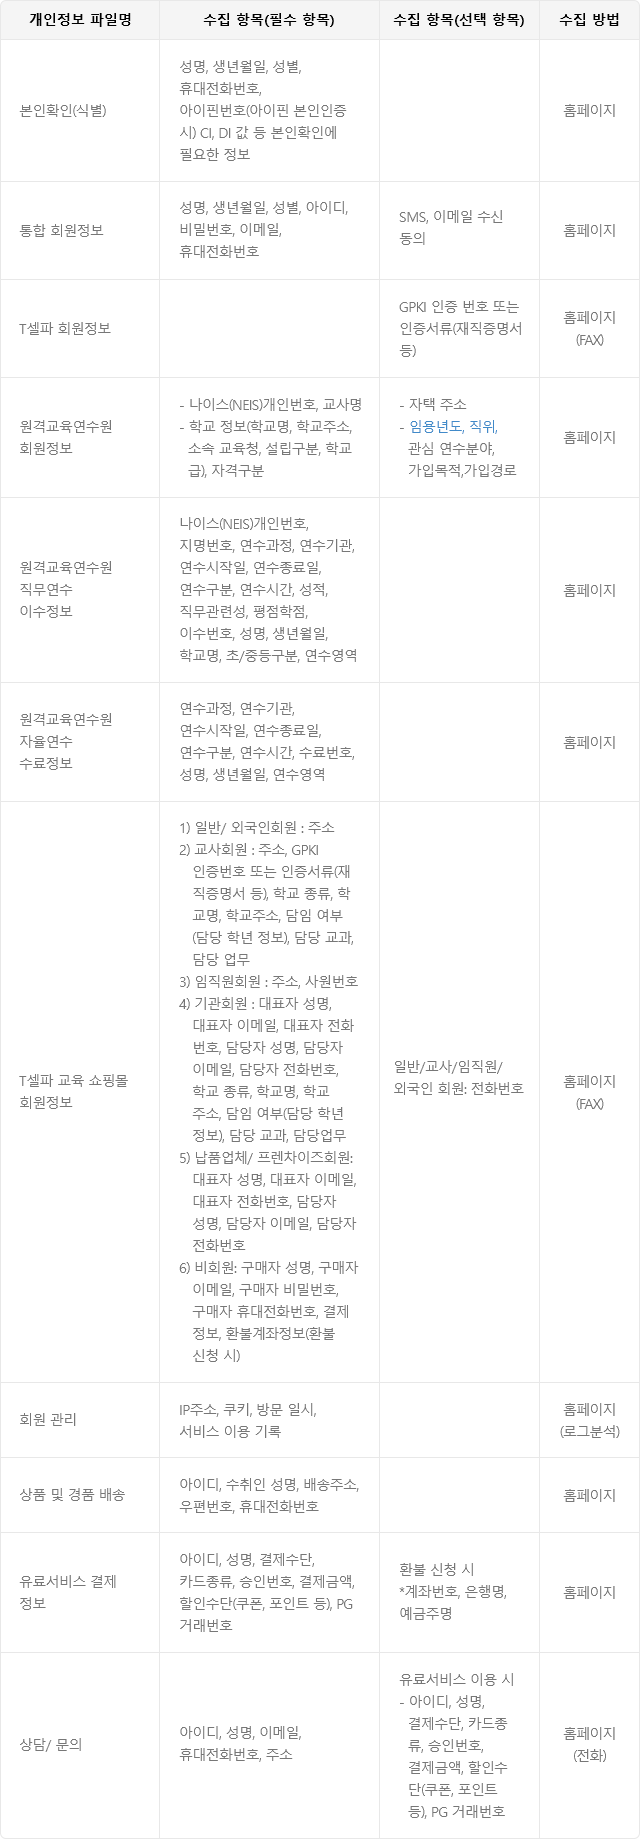 개인정보 파일명
수집 항목(필수 항목)
수집 항목(선택 항목)
수집 방법
본인확인(식별)
성명, 생년월일, 성별,
휴대전화번호,
아이핀번호(아이핀 본인인증
시) CI, DI 값 등 본인확인에
필요한 정보
홈페이지
통합 회원정보
성명, 생년월일, 성별, 아이디,
비밀번호, 이메일,
휴대전화번호
SMS, 이메일 수신
동의
홈페이지
T셀파 회원정보
GPKI 인증 번호 또는
인증서류(재직증명서
등)
홈페이지
(FAX)
원격교육연수원
회원정보
- 나이스(NEIS)개인번호, 교사명
- 학교 정보(학교명, 학교주소,
소속 교육청, 설립구분, 학교
급), 자격구분
- 자택 주소
- 임용년도, 직위,
관심 연수분야,
가입목적,가입경로
홈페이지
원격교육연수원
직무연수
이수정보
나이스(NEIS)개인번호,
지명번호, 연수과정, 연수기관,
연수시작일, 연수종료일,
연수구분, 연수시간, 성적,
직무관련성, 평점학점,
이수번호, 성명, 생년월일,
학교명, 초/중등구분, 연수영역
홈페이지
원격교육연수원
자율연수
수료정보
연수과정, 연수기관,
연수시작일, 연수종료일,
연수구분, 연수시간, 수료번호,
성명, 생년월일, 연수영역
홈페이지
T셀파 교육 쇼핑몰
회원정보
1) 일반/ 외국인회원 : 주소
2) 교사회원 : 주소, GPKI
인증번호 또는 인증서류(재
직증명서 등), 학교 종류, 학
교명, 학교주소, 담임 여부
(담당 학년 정보), 담당 교과,
담당 업무
3) 임직원회원 : 주소, 사원번호
4) 기관회원 : 대표자 성명,
대표자 이메일, 대표자 전화
번호, 담당자 성명, 담당자
이메일, 담당자 전화번호,
학교 종류, 학교명, 학교
주소, 담임 여부(담당 학년
정보), 담당 교과, 담당업무
5) 납품업체/ 프렌차이즈회원:
대표자 성명, 대표자 이메일,
대표자 전화번호, 담당자
성명, 담당자 이메일, 담당자
전화번호
6) 비회원: 구매자 성명, 구매자
이메일, 구매자 비밀번호,
구매자 휴대전화번호, 결제
정보, 환불계좌정보(환불
신청 시)
일반/교사/임직원/
외국인 회원: 전화번호
홈페이지
(FAX)
회원 관리
IP주소, 쿠키, 방문 일시,
서비스 이용 기록
홈페이지
(로그분석)
상품 및 경품 배송
아이디, 수취인 성명, 배송주소,
우편번호, 휴대전화번호
홈페이지
유료서비스 결제
정보
아이디, 성명, 결제수단,
카드종류, 승인번호, 결제금액,
할인수단(쿠폰, 포인트 등), PG
거래번호
환불 신청 시
*계좌번호, 은행명,
예금주명
홈페이지
상담/ 문의
아이디, 성명, 이메일,
휴대전화번호, 주소
유료서비스 이용 시
- 아이디, 성명,
결제수단, 카드종
류, 승인번호,
결제금액, 할인수
단(쿠폰, 포인트
등), PG 거래번호
홈페이지
(전화)